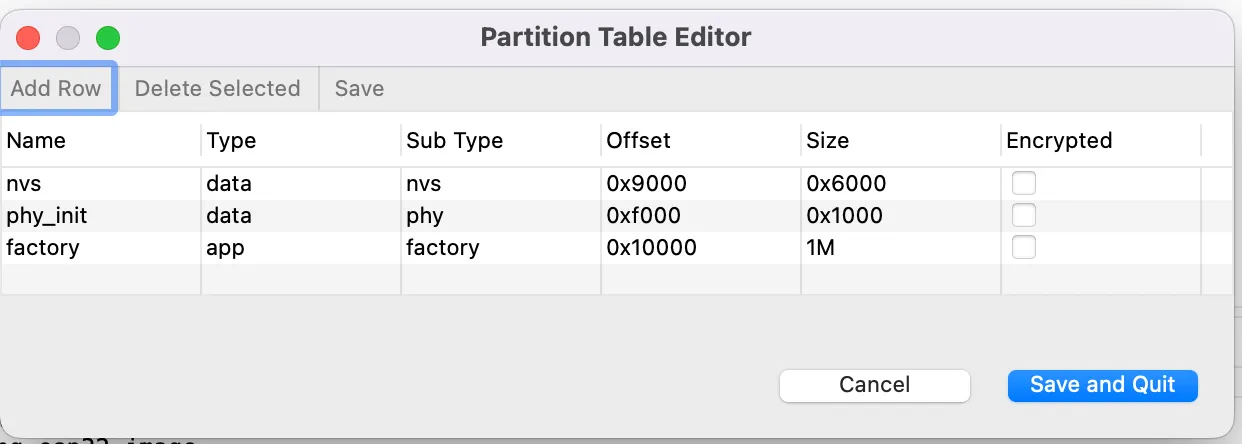 Partition Table Editor
Add Row Delete Selected Save
Name Type Sub Type Offset Size Encrypted
nvs data nvs 0x9000 0x6000
phy_init data phy 0xf000 0x1000
factory app factory 0x10000 1M
Cancel Save and Quit